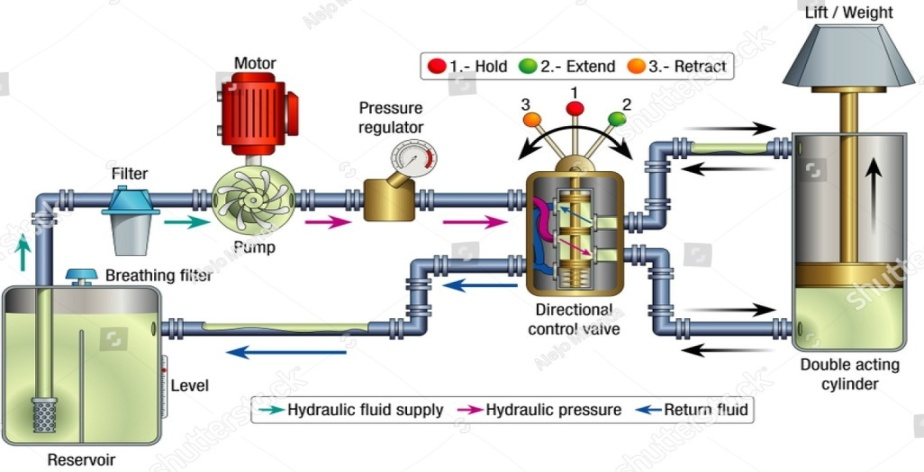 Lift / Weight
Motor
1.- Hold 2.- Extend 3.- Retract
Pressure
regulator
3 1 2
Filter
Pump
Breathing filter
Directional
control valve
Level
Double acting
cylinder
Hydraulic fluid supply Hydraulic pressure Return fluid
Reservoir
shutterstock